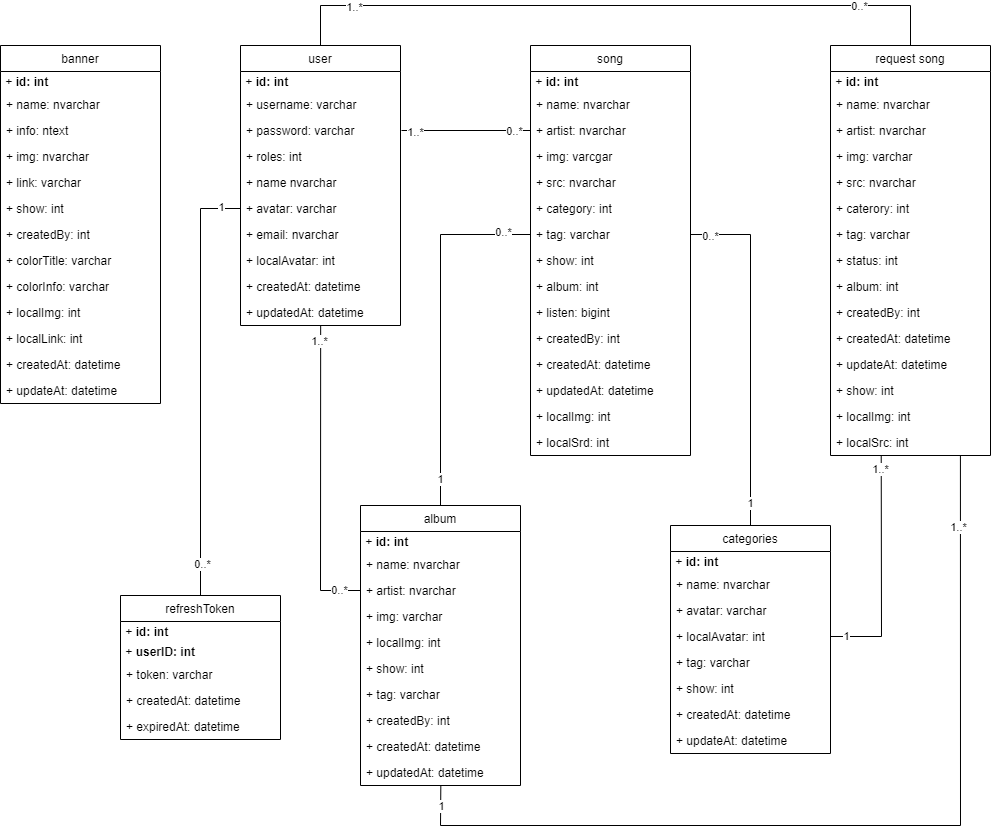 1..*
0..*
banner
+ id: int
+ name: nvarchar
+ info: ntext
+ img: nvarchar
+ link: varchar
+ show: int
+ createdBy: int
+ colorTitle: varchar
+ colorInfo: varchar
+ localImg: int
+ localLink: int
+ createdAt: datetime
+ updateAt: datetime
user
+ id: int
+ username: varchar
+ password: varchar
+ roles: int
+ name nvarchar
+ avatar: varchar
+ email: nvarchar
+ localAvatar: int
+ createdAt: datetime
+ updatedAt: datetime
1..*
0..*
1
1..*
song
+ id: int
+ name: nvarchar
+ artist: nvarchar
+ img: varcgar
+ src: nvarchar
+ category: int
+ tag: varchar
+ show: int
+ album: int
+ listen: bigint
+ createdBy: int
+ createdAt: datetime
+ updatedAt: datetime
+ localImg: int
+ localSrd: int
0..*
0..*
request song
+ id: int
+ name: nvarchar
+ artist: nvarchar
+ img: varchar
+ src: nvarchar
+ caterory: int
+ tag: varchar
+ status: int
+ album: int
+ createdBy: int
+ createdAt: datetime
+ updateAt: datetime
+ show: int
+ localImg: int
+ localSrc: int
1..*
1..*
0..*
refreshToken
+ id: int
+ userID: int
+ token: varchar
+ createdAt: datetime
+ expiredAt: datetime
1
0..*
album
+ id: int
+ name: nvarchar
+ artist: nvarchar
+ img: varchar
+ localImg: int
+ show: int
+ tag: varchar
+ createdBy: int
+ createdAt: datetime
+ updatedAt: datetime
1
1
categories
+ id: int
+ name: nvarchar
+ avatar: varchar
+ localAvatar: int
+ tag: varchar
+ show: int
+ createdAt: datetime
+ updateAt: datetime
1